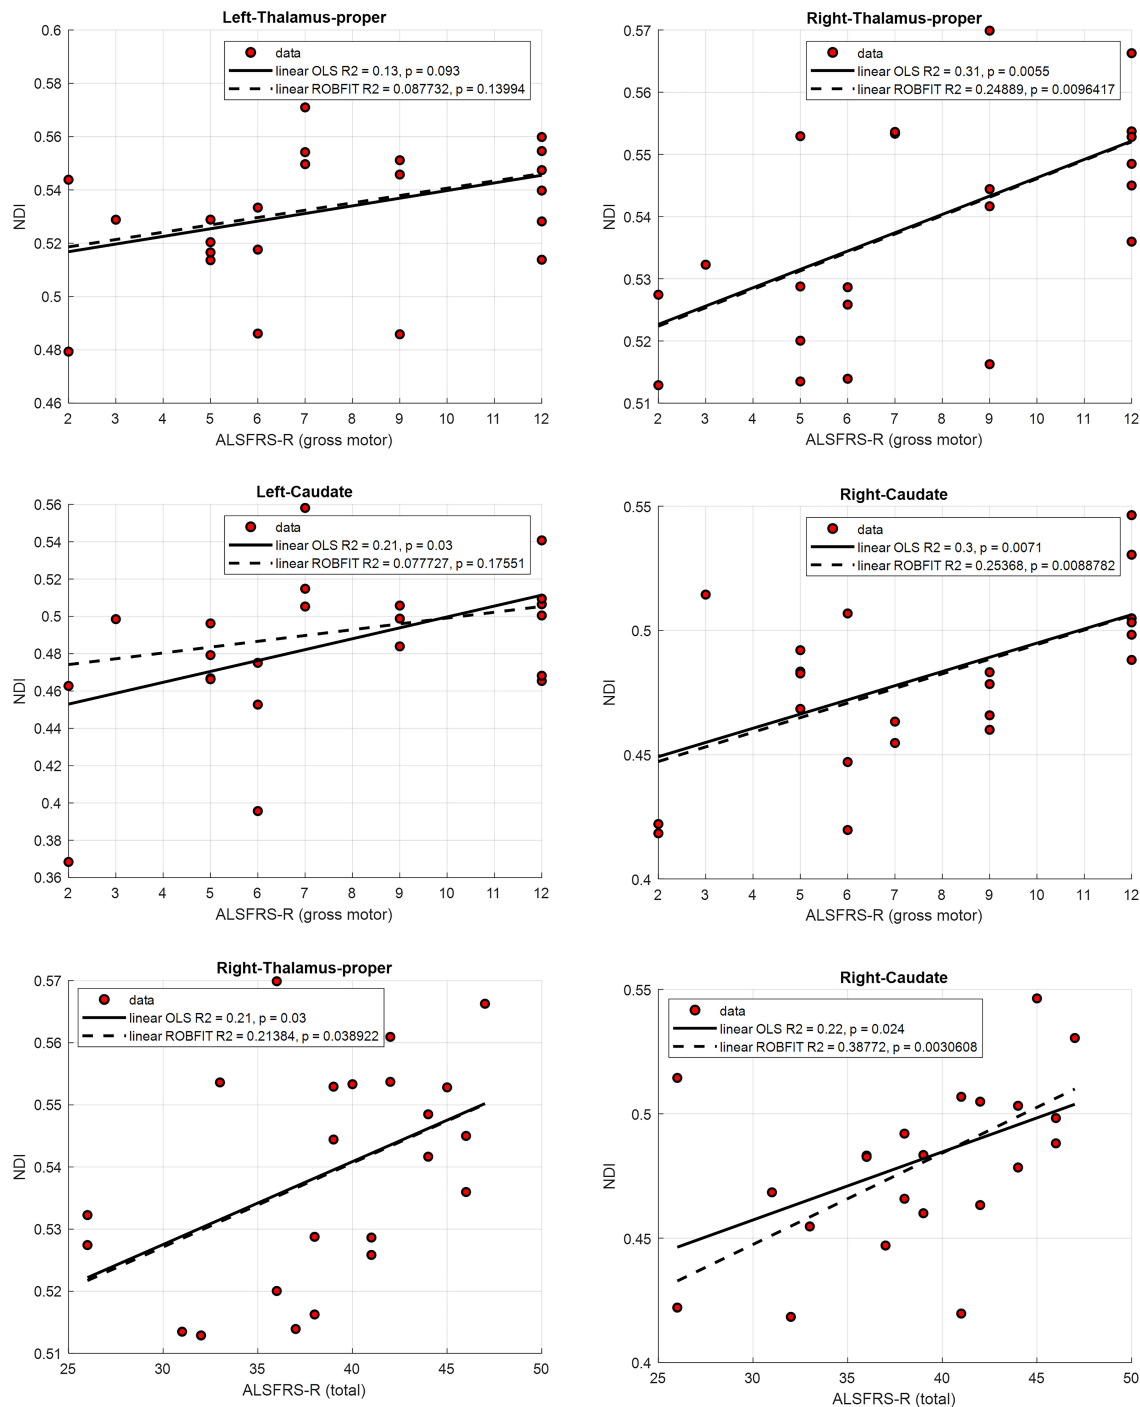 Left-Thalamus-proper
0.6
0.58
0.56
0.54
0.52
0.5
0.48
0.46
NDI
data
linear OLS R2 = 0.13, p = 0.093
linear ROBFIT R2 = 0.087732, p = 0.13994
2 3 4 5 6 7 8 9 10 11 12
ALSFRS-R (gross motor)
Right-Thalamus-proper
0.57
0.56
0.55
0.54
0.53
0.52
0.51
NDI
data
linear OLS R2 = 0.31, p = 0.0055
linear ROBFIT R2 = 0.24889, p = 0.0096417
2 3 4 5 6 7 8 9 10 11 12
ALSFRS-R (gross motor)
Left-Caudate
0.56
0.54
0.52
0.5
0.48
0.46
0.44
0.42
0.4
0.38
0.36
NDI
data
linear OLS R2 = 0.21, p = 0.03
linear ROBFIT R2 = 0.077727, p = 0.17551
2 3 4 5 6 7 8 9 10 11 12
ALSFRS-R (gross motor)
Right-Caudate
0.55
0.5
0.45
0.4
NDI
data
linear OLS R2 = 0.3, p = 0.0071
linear ROBFIT R2 = 0.25368, p = 0.0088782
2 3 4 5 6 7 8 9 10 11 12
ALSFRS-R (gross motor)
Right-Thalamus-proper
0.57
0.56
0.55
0.54
0.53
0.52
0.51
NDI
data
linear OLS R2 = 0.21, p = 0.03
linear ROBFIT R2 = 0.21384, p = 0.038922
25 30 35 40 45 50
ALSFRS-R (total)
Right-Caudate
0.55
0.5
0.45
0.4
NDI
data
linear OLS R2 = 0.22, p = 0.024
linear ROBFIT R2 = 0.38772, p = 0.0030608
25 30 35 40 45 50
ALSFRS-R (total)